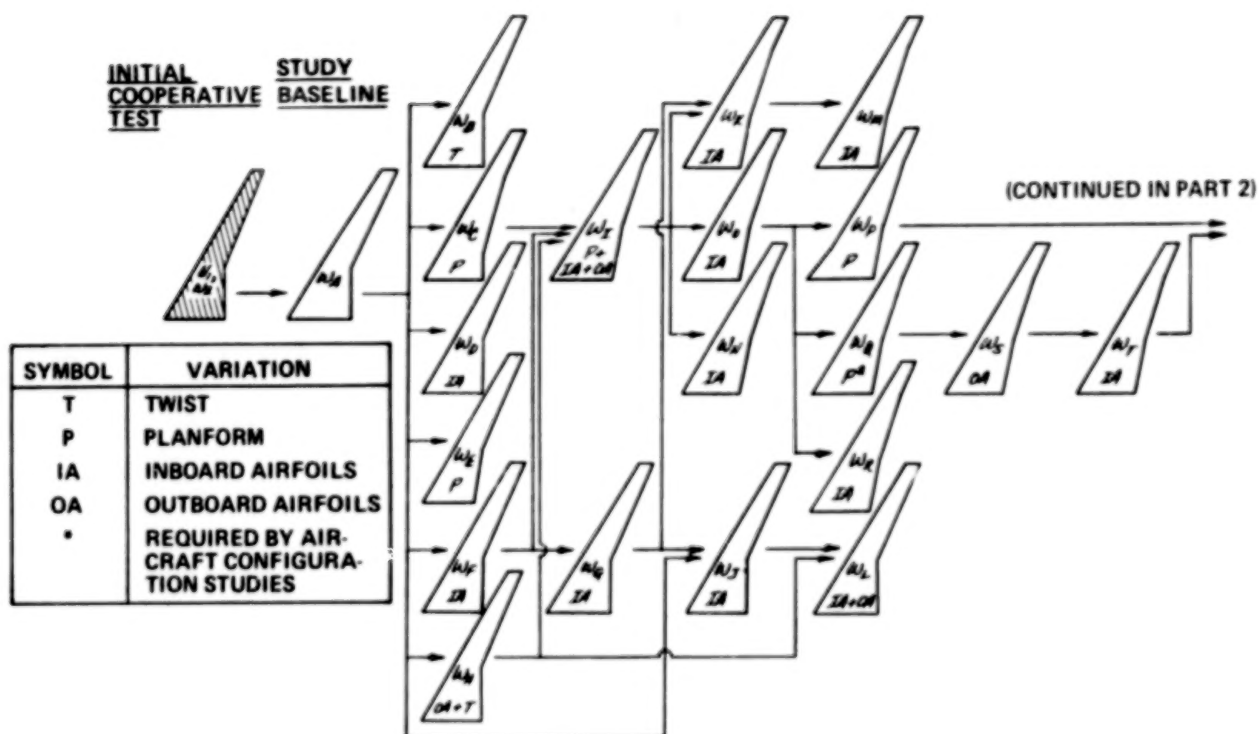 INITIAL STUDY
COOPERATIVE BASELINE
TEST
(CONTINUED IN PART 2)
W_A
W_B
T
W_C
P
W_D
IA
W_E
P
W_F
IA
W_H
OA+T
W_I
P+
IA+OA
W_G
IA
W_K
IA
W_O
IA
W_N
IA
W_J
IA
W_M
IA
W_P
P
W_Q
P*
W_R
IA
W_L
IA+OA
W_S
OA
W_T
IA
SYMBOL VARIATION
T TWIST
P PLANFORM
IA INBOARD AIRFOILS
OA OUTBOARD AIRFOILS
* REQUIRED BY AIR-
CRAFT CONFIGURA-
TION STUDIES